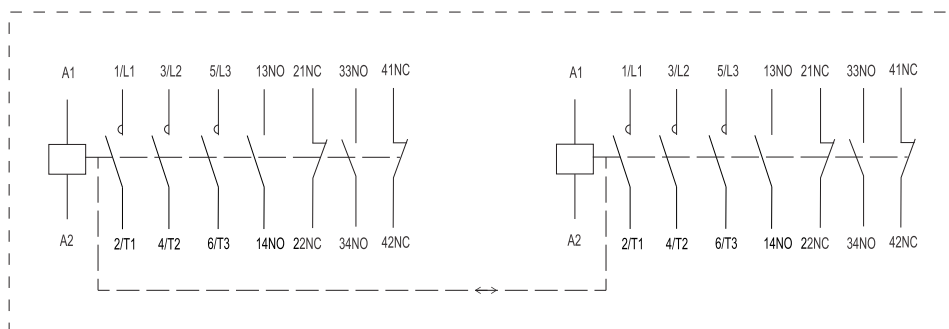 A1 1/L1 3/L2 5/L3 13NO 21NC 33NO 41NC A1 1/L1 3/L2 5/L3 13NO 21NC 33NO 41NC
A2 2/T1 4/T2 6/T3 14NO 22NC 34NO 42NC A2 2/T1 4/T2 6/T3 14NO 22NC 34NO 42NC